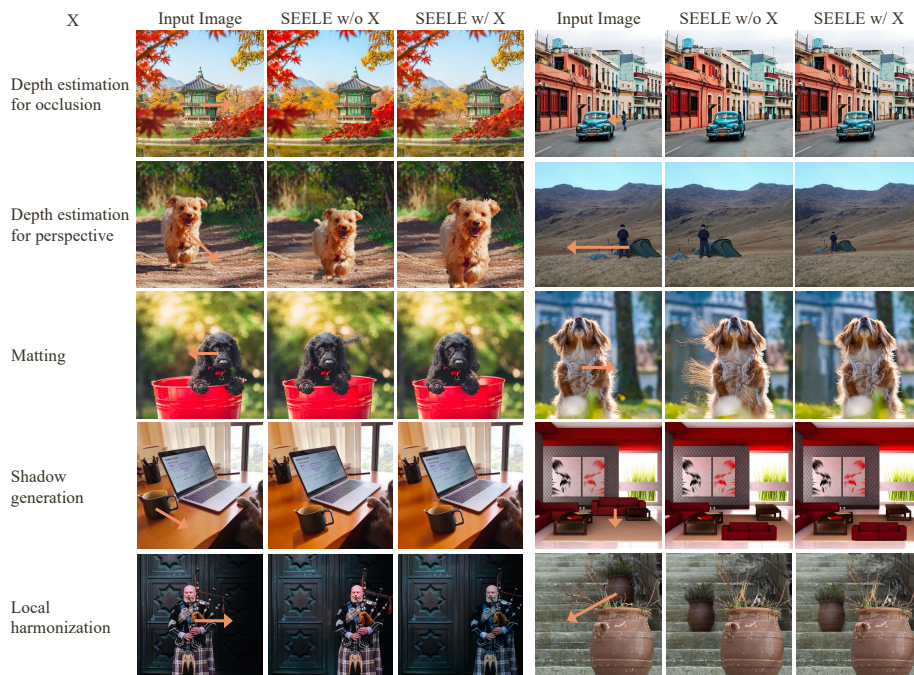 X Input Image SEELE w/o X SEELE w/ X Input Image SEELE w/o X SEELE w/ X
Depth estimation
for occlusion
Depth estimation
for perspective
Matting
Shadow
generation
Local
harmonization